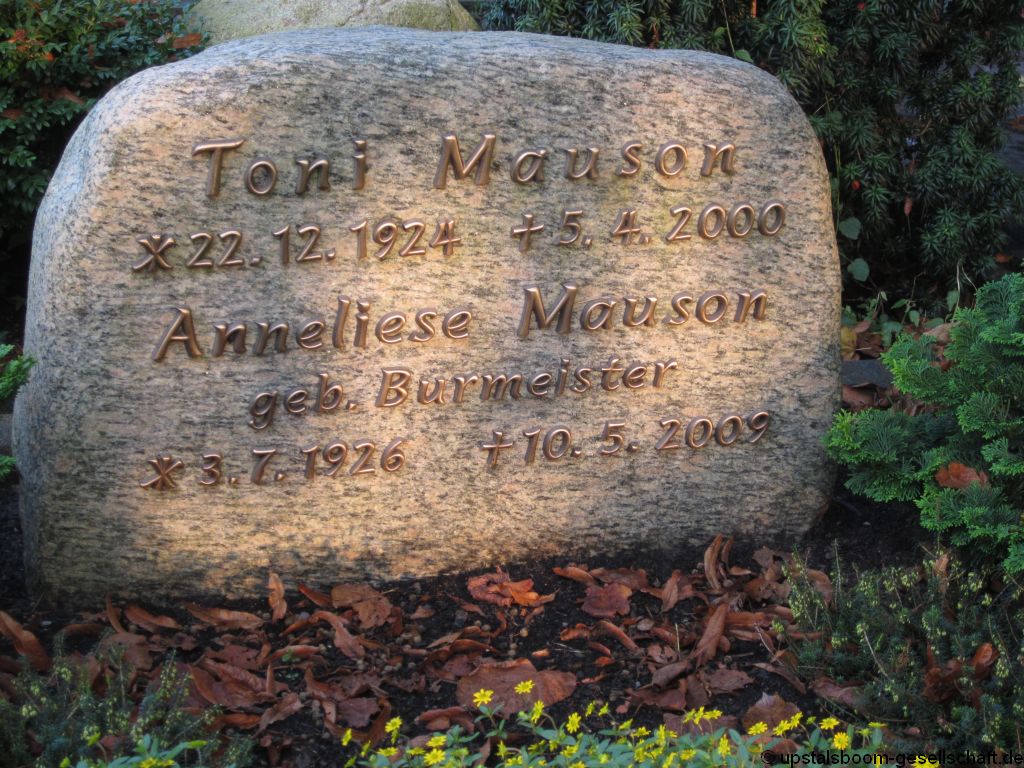 Toni Mauson
* 22. 12. 1924 † 5. 4. 2000
Anneliese Mauson
geb. Burmeister
* 3. 7. 1926 † 10. 5. 2009
© upstalsboom-gesellschaft.de